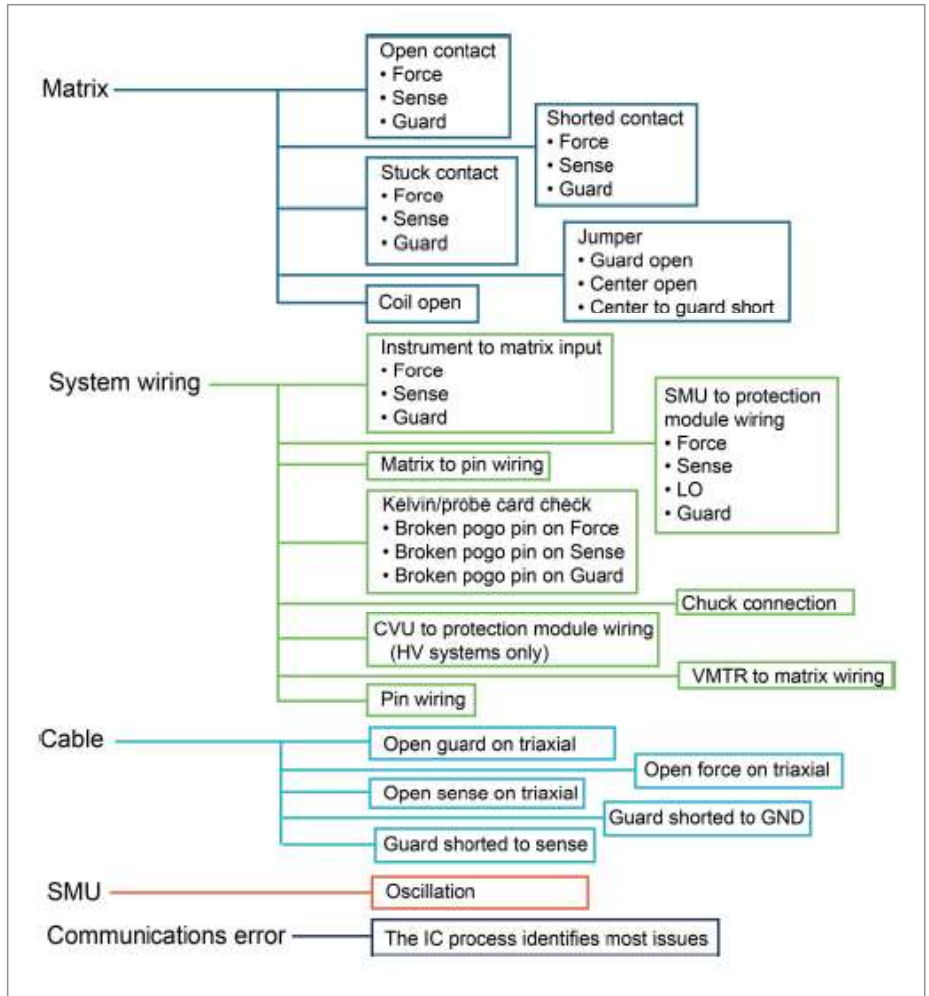 Matrix
Open contact
• Force
• Sense
• Guard
Shorted contact
• Force
• Sense
• Guard
Stuck contact
• Force
• Sense
• Guard
Jumper
• Guard open
• Center open
• Center to guard short
Coil open
System wiring
Instrument to matrix input
• Force
• Sense
• Guard
SMU to protection
module wiring
• Force
• Sense
• LO
• Guard
Matrix to pin wiring
Kelvin/probe card check
• Broken pogo pin on Force
• Broken pogo pin on Sense
• Broken pogo pin on Guard
Chuck connection
CVU to protection module wiring
(HV systems only)
VMTR to matrix wiring
Pin wiring
Cable
Open guard on triaxial
Open force on triaxial
Open sense on triaxial
Guard shorted to GND
Guard shorted to sense
SMU
Oscillation
Communications error
The IC process identifies most issues